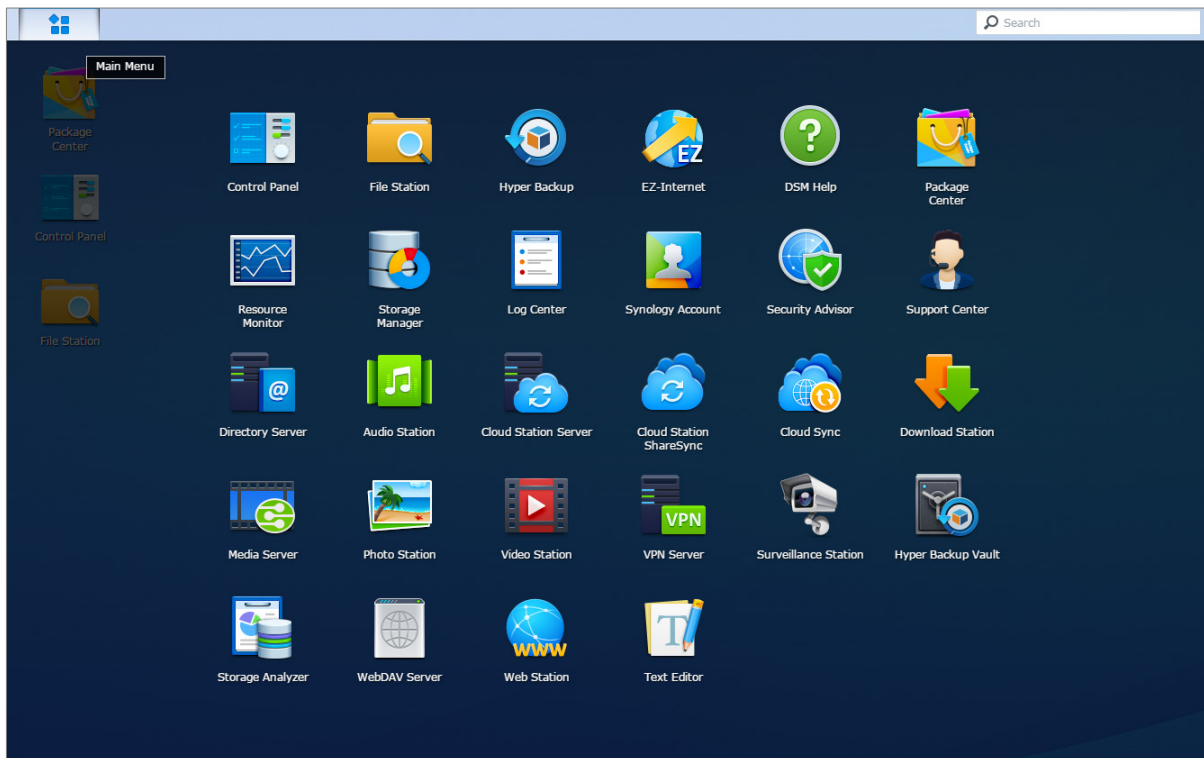 Search
Main Menu
Package
Center
Control Panel
File Station
Control Panel
File Station
Hyper Backup
EZ
EZ-Internet
?
DSM Help
Package
Center
Resource
Monitor
Storage
Manager
Log Center
Synology Account
Security Advisor
Support Center
@
Directory Server
Audio Station
Cloud Station Server
Cloud Station
ShareSync
Cloud Sync
Download Station
Media Server
Photo Station
Video Station
VPN
VPN Server
Surveillance Station
Hyper Backup Vault
Storage Analyzer
WebDAV Server
WWW
Web Station
T
Text Editor